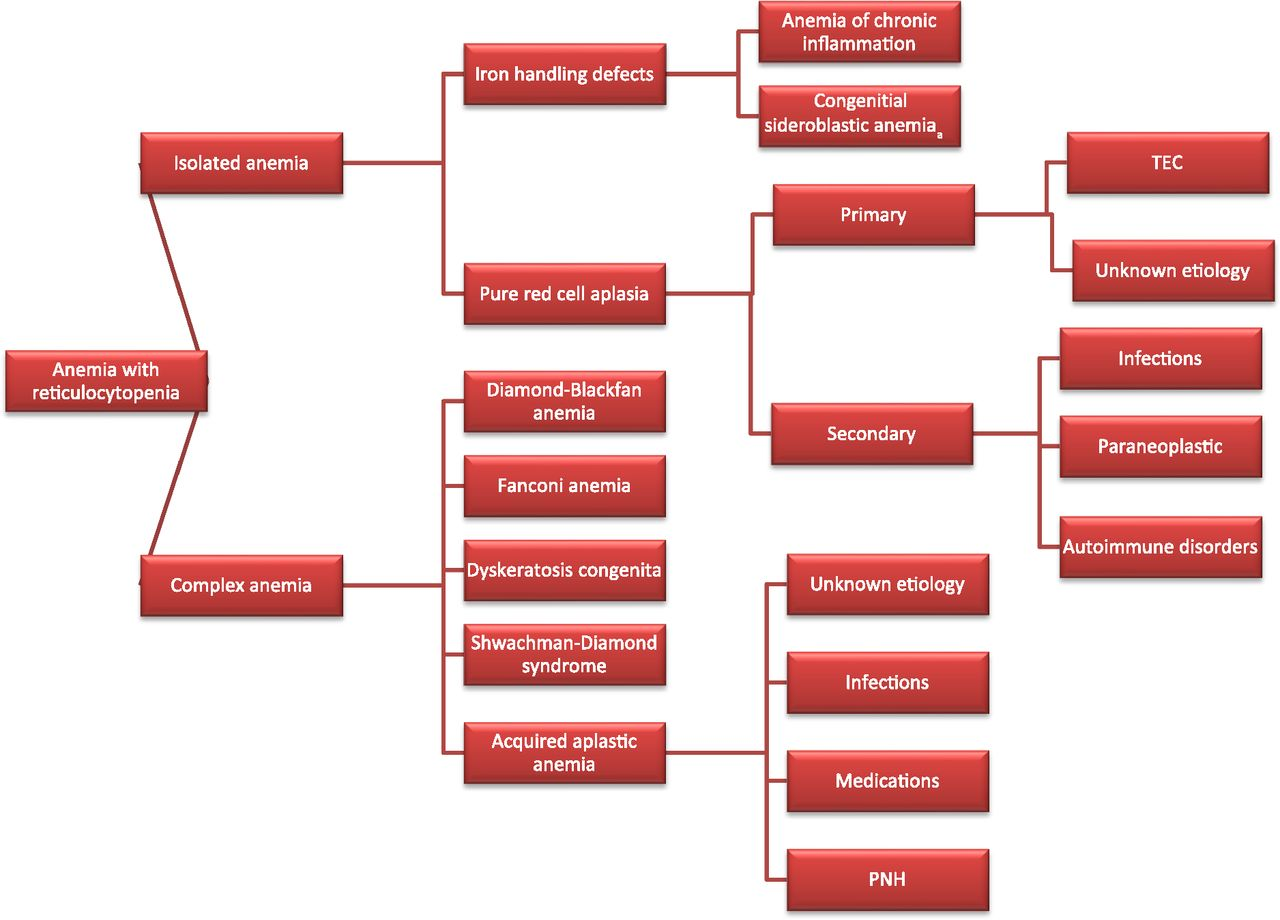 Anemia with
reticulocytopenia
Isolated anemia
Iron handling defects
Anemia of chronic
inflammation
Congenitial
sideroblastic anemiaa
Pure red cell aplasia
Primary
TEC
Unknown etiology
Secondary
Infections
Paraneoplastic
Autoimmune disorders
Complex anemia
Diamond-Blackfan
anemia
Fanconi anemia
Dyskeratosis congenita
Shwachman-Diamond
syndrome
Acquired aplastic
anemia
Unknown etiology
Infections
Medications
PNH